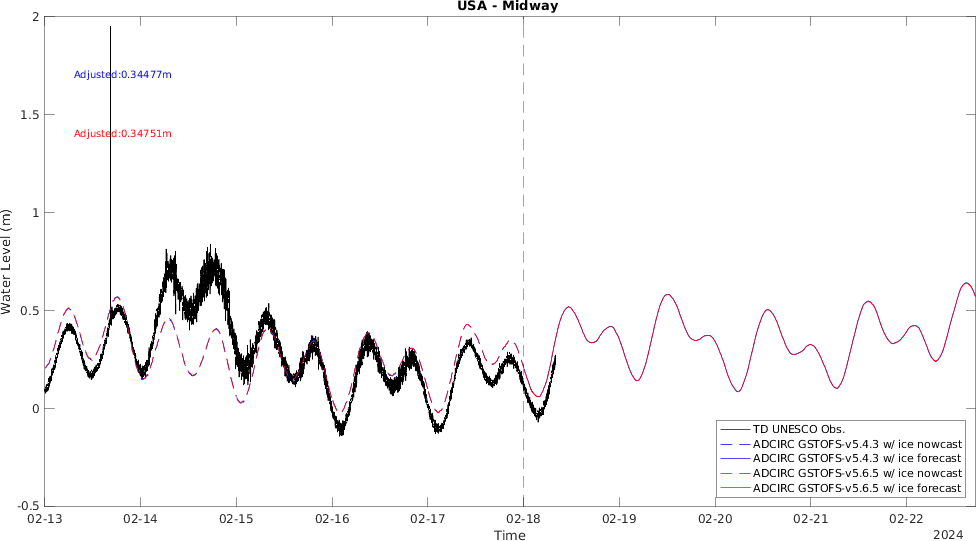 USA - Midway
Adjusted:0.34477m
Adjusted:0.34751m
Water Level (m)
2
1.5
1
0.5
0
-0.5
TD UNESCO Obs.
ADCIRC GSTOFS-v5.4.3 w/ ice nowcast
ADCIRC GSTOFS-v5.4.3 w/ ice forecast
ADCIRC GSTOFS-v5.6.5 w/ ice nowcast
ADCIRC GSTOFS-v5.6.5 w/ ice forecast
02-13 02-14 02-15 02-16 02-17 02-18 02-19 02-20 02-21 02-22
Time
2024